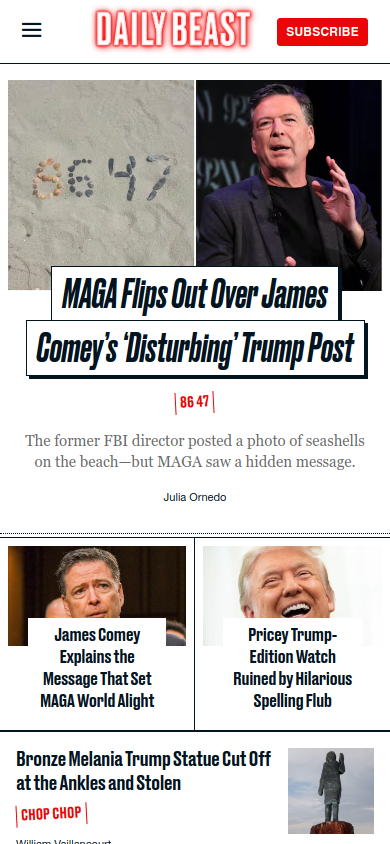 DAILY BEAST
SUBSCRIBE
8647
MAGA Flips Out Over James
Comey's 'Disturbing' Trump Post
86 47
The former FBI director posted a photo of seashells
on the beach—but MAGA saw a hidden message.
Julia Ornedo
James Comey
Explains the
Message That Set
MAGA World Alight
Pricey Trump-
Edition Watch
Ruined by Hilarious
Spelling Flub
Bronze Melania Trump Statue Cut Off
at the Ankles and Stolen
CHOP CHOP
William Vaillancourt